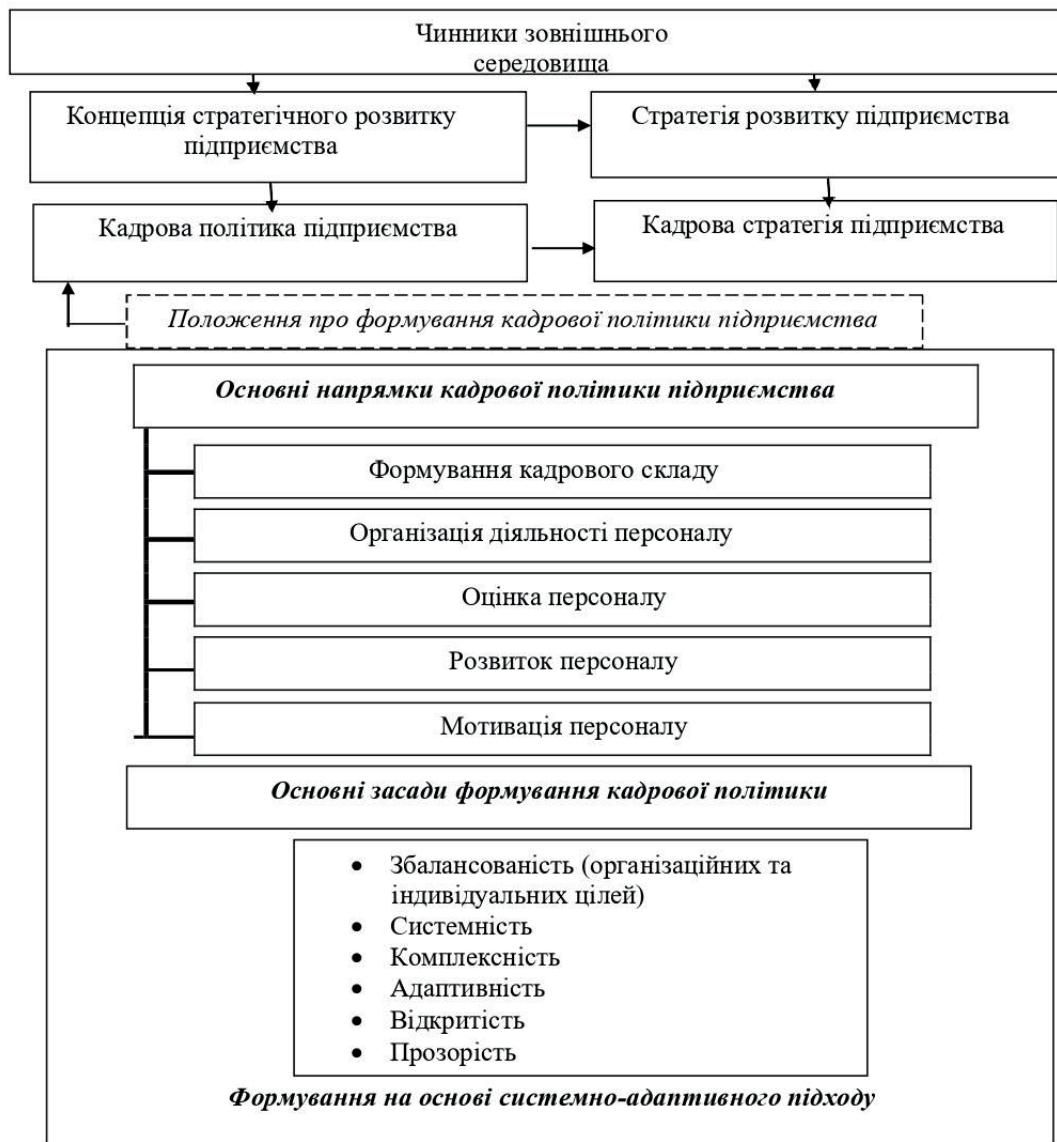 Чинники зовнішнього
середовища
Концепція стратегічного розвитку
підприємства
Стратегія розвитку підприємства
Кадрова політика підприємства
Кадрова стратегія підприємства
Положення про формування кадрової політики підприємства
Основні напрямки кадрової політики підприємства
Формування кадрового складу
Організація діяльності персоналу
Оцінка персоналу
Розвиток персоналу
Мотивація персоналу
Основні засади формування кадрової політики
• Збалансованість (організаційних та
індивідуальних цілей)
• Системність
• Комплексність
• Адаптивність
• Відкритість
• Прозорість
Формування на основі системно-адаптивного підходу